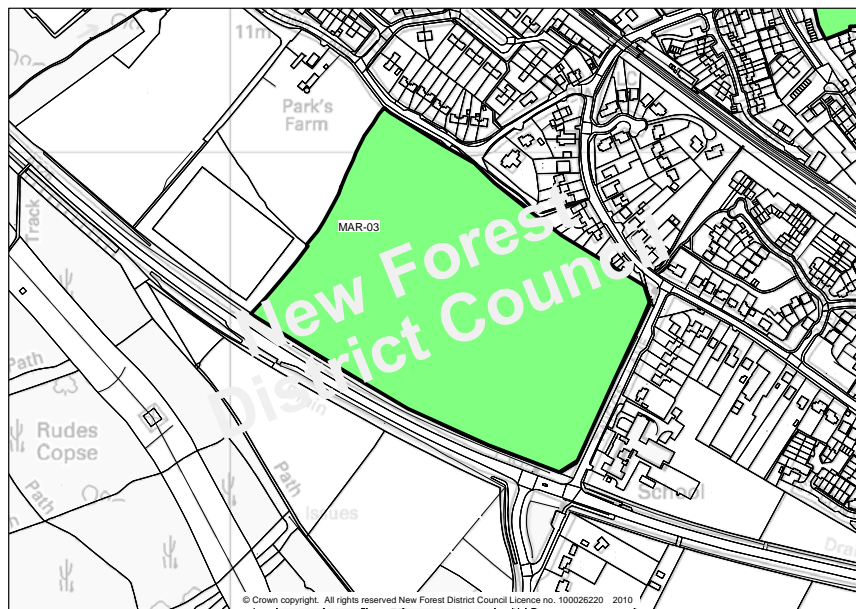 11m
LC
Park's
Farm
MAR-03
Track
New Forest
District Council
Path
Rudes
Copse
Path
Path
Issues
School
© Crown copyright. All rights reserved New Forest District Council Licence no. 100026220 2010